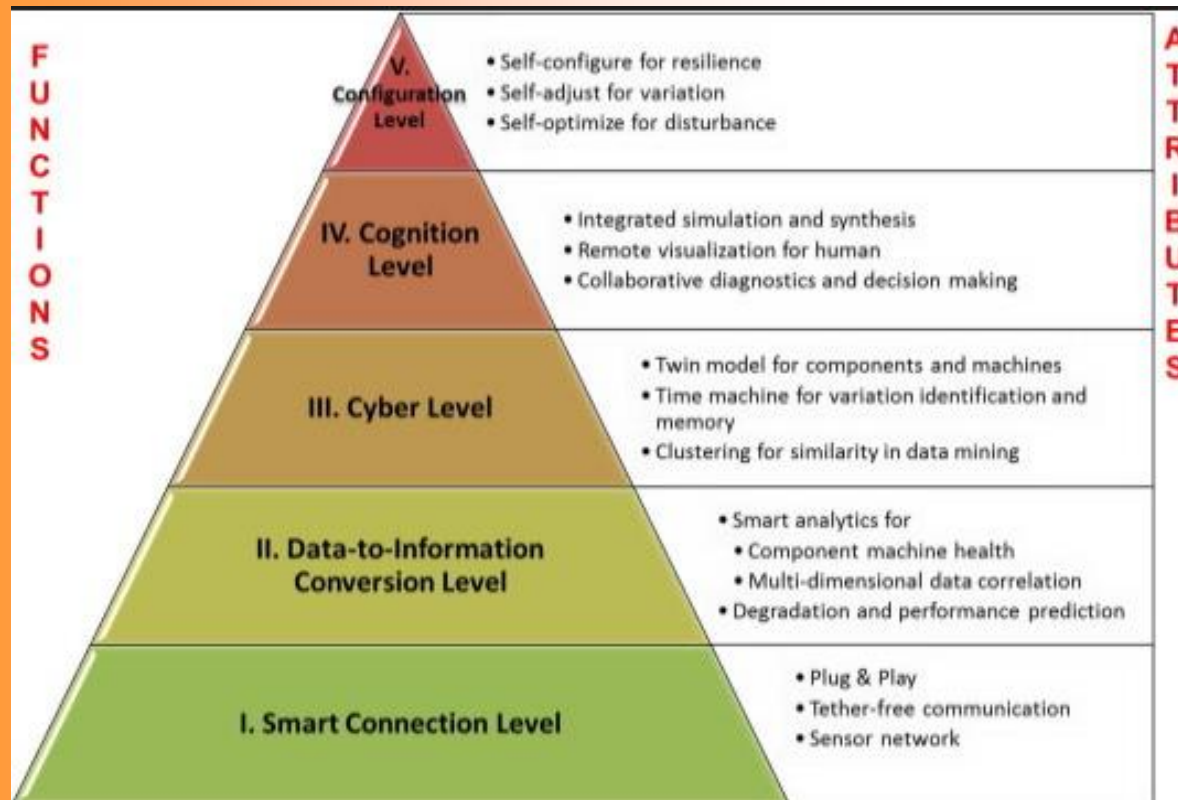 FUNCTIONS
V.
Configuration
Level
• Self-configure for resilience
• Self-adjust for variation
• Self-optimize for disturbance
IV. Cognition
Level
• Integrated simulation and synthesis
• Remote visualization for human
• Collaborative diagnostics and decision making
III. Cyber Level
• Twin model for components and machines
• Time machine for variation identification and
memory
• Clustering for similarity in data mining
II. Data-to-Information
Conversion Level
• Smart analytics for
• Component machine health
• Multi-dimensional data correlation
• Degradation and performance prediction
I. Smart Connection Level
• Plug & Play
• Tether-free communication
• Sensor network
ATTRIBUTES